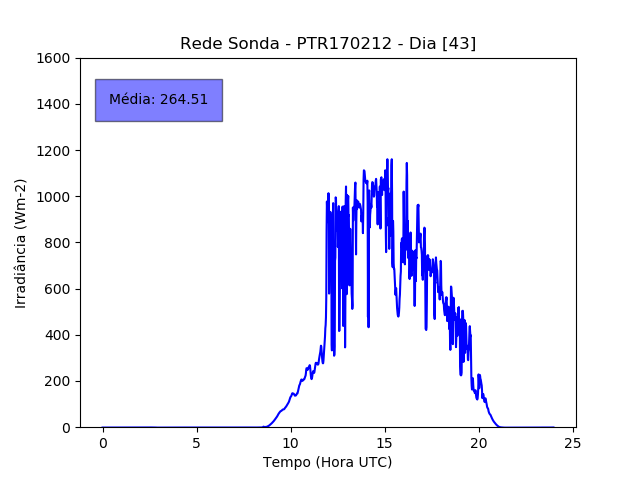 Rede Sonda - PTR170212 - Dia [43]
1600
1400
1200
1000
800
600
400
200
0
Média: 264.51
Irradiância (Wm-2)
0 5 10 15 20 25
Tempo (Hora UTC)